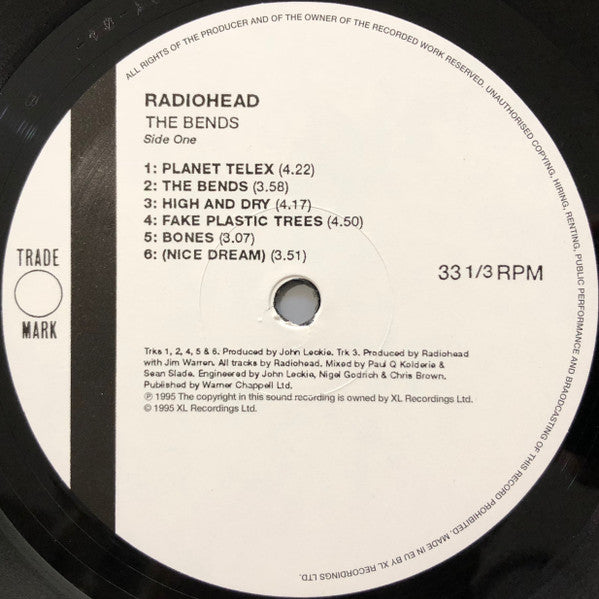 ALL RIGHTS OF THE PRODUCER AND OF THE OWNER OF THE RECORDED WORK RESERVED. UNAUTHORISED COPYING, HIRING, RENTING, PUBLIC PERFORMANCE AND BRAODCASTING OF THIS RECORD PROHIBITED. MADE IN EU BY XL RECORDINGS LTD.
RADIOHEAD
THE BENDS
Side One
1: PLANET TELEX (4.22)
2: THE BENDS (3.58)
3: HIGH AND DRY (4.17)
4: FAKE PLASTIC TREES (4.50)
5: BONES (3.07)
6: (NICE DREAM) (3.51)
TRADE
MARK
33 1/3 RPM
Trks 1, 2, 4, 5 & 6. Produced by John Leckie. Trk 3. Produced by Radiohead
with Jim Warren. All tracks by Radiohead. Mixed by Paul Q Kolderie &
Sean Slade. Engineered by John Leckie, Nigel Godrich & Chris Brown.
Published by Warner Chappell Ltd.
℗ 1995 The copyright in this sound recording is owned by XL Recordings Ltd.
© 1995 XL Recordings Ltd.